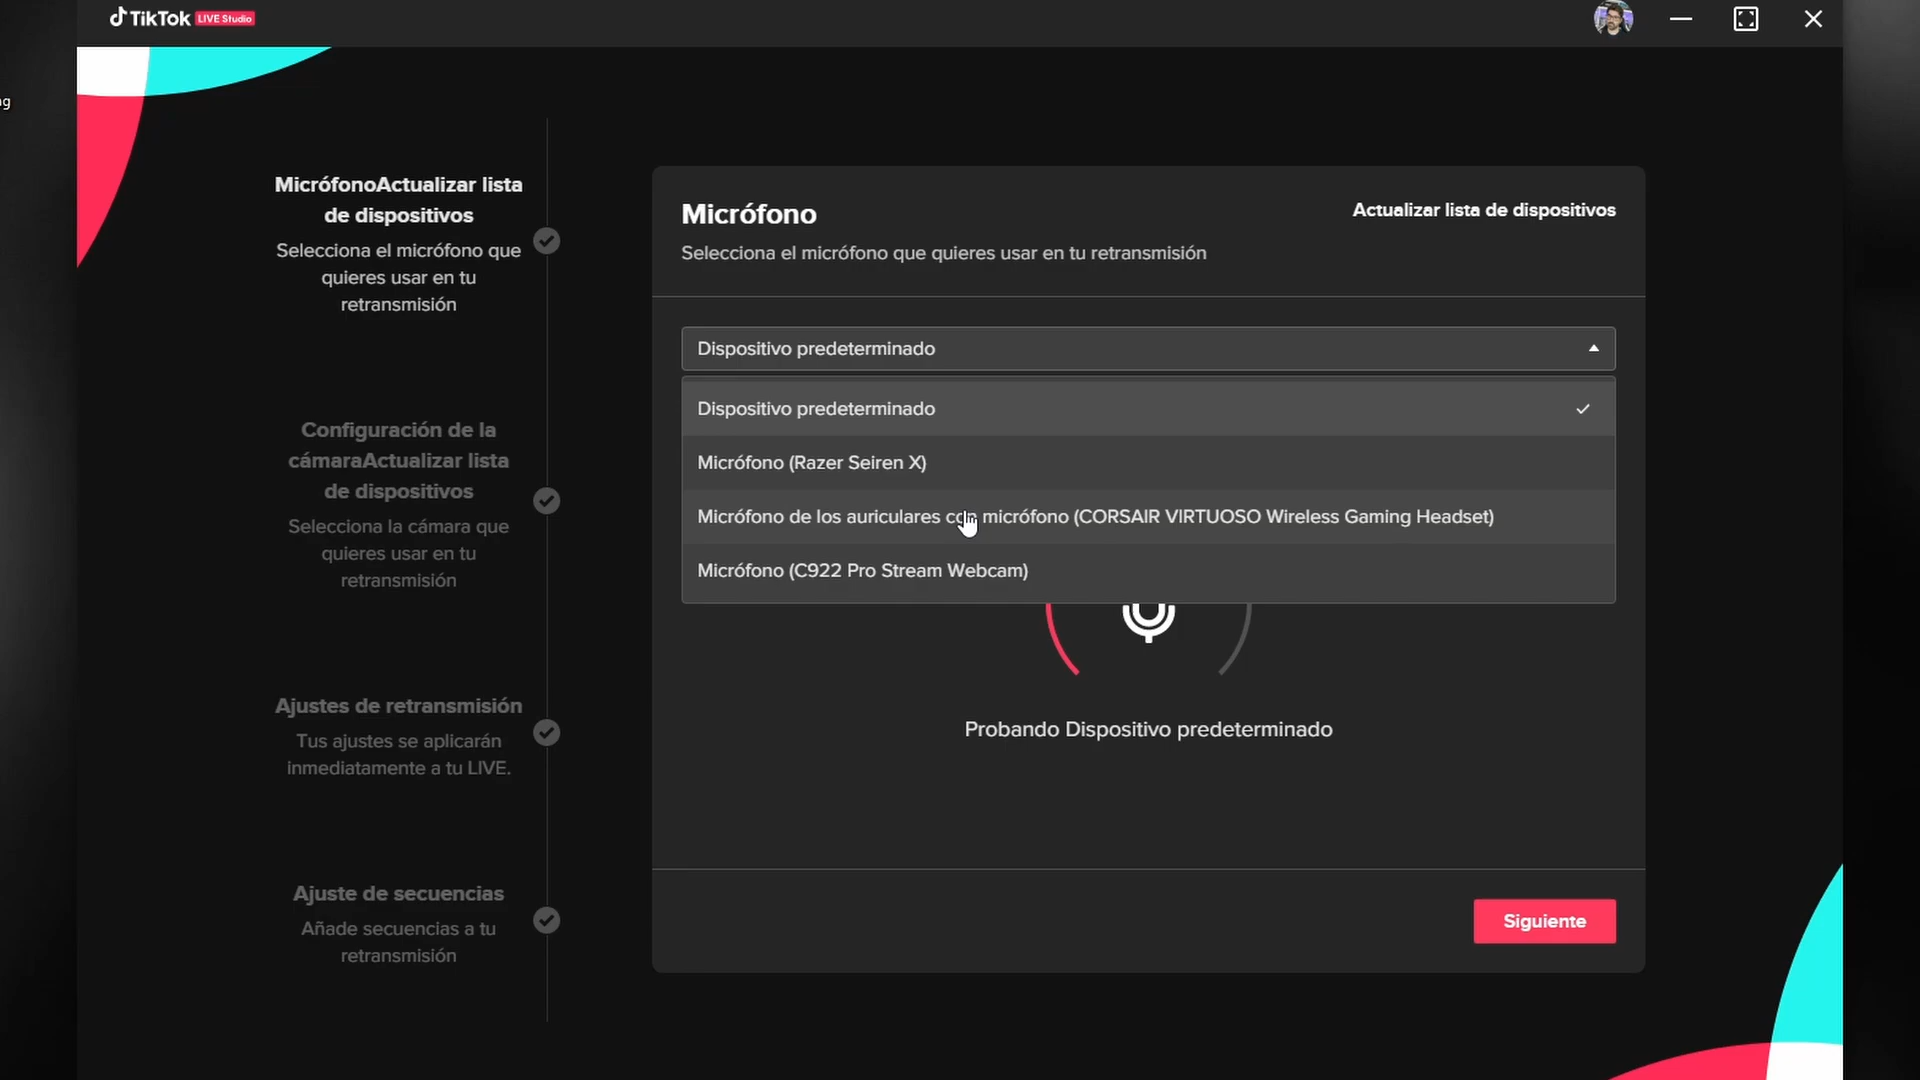 TikTok LIVE Studio
ng
MicrófonoActualizar lista
de dispositivos
Selecciona el micrófono que
quieres usar en tu
retransmisión
Configuración de la
cámaraActualizar lista
de dispositivos
Selecciona la cámara que
quieres usar en tu
retransmisión
Ajustes de retransmisión
Tus ajustes se aplicarán
inmediatamente a tu LIVE.
Ajuste de secuencias
Añade secuencias a tu
retransmisión
Micrófono
Actualizar lista de dispositivos
Selecciona el micrófono que quieres usar en tu retransmisión
Dispositivo predeterminado
Dispositivo predeterminado
Micrófono (Razer Seiren X)
Micrófono de los auriculares con micrófono (CORSAIR VIRTUOSO Wireless Gaming Headset)
Micrófono (C922 Pro Stream Webcam)
Probando Dispositivo predeterminado
Siguiente